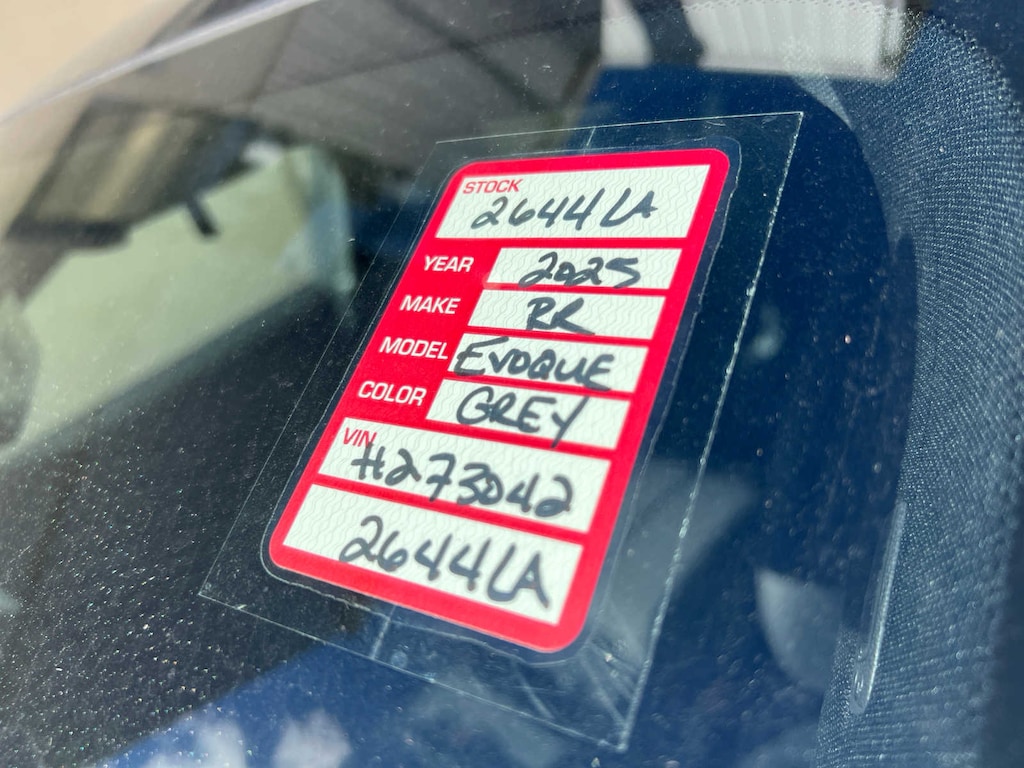 STOCK
2644LA
YEAR 2025
MAKE RR
MODEL EVOQUE
COLOR GREY
VIN
H273042
2644LA